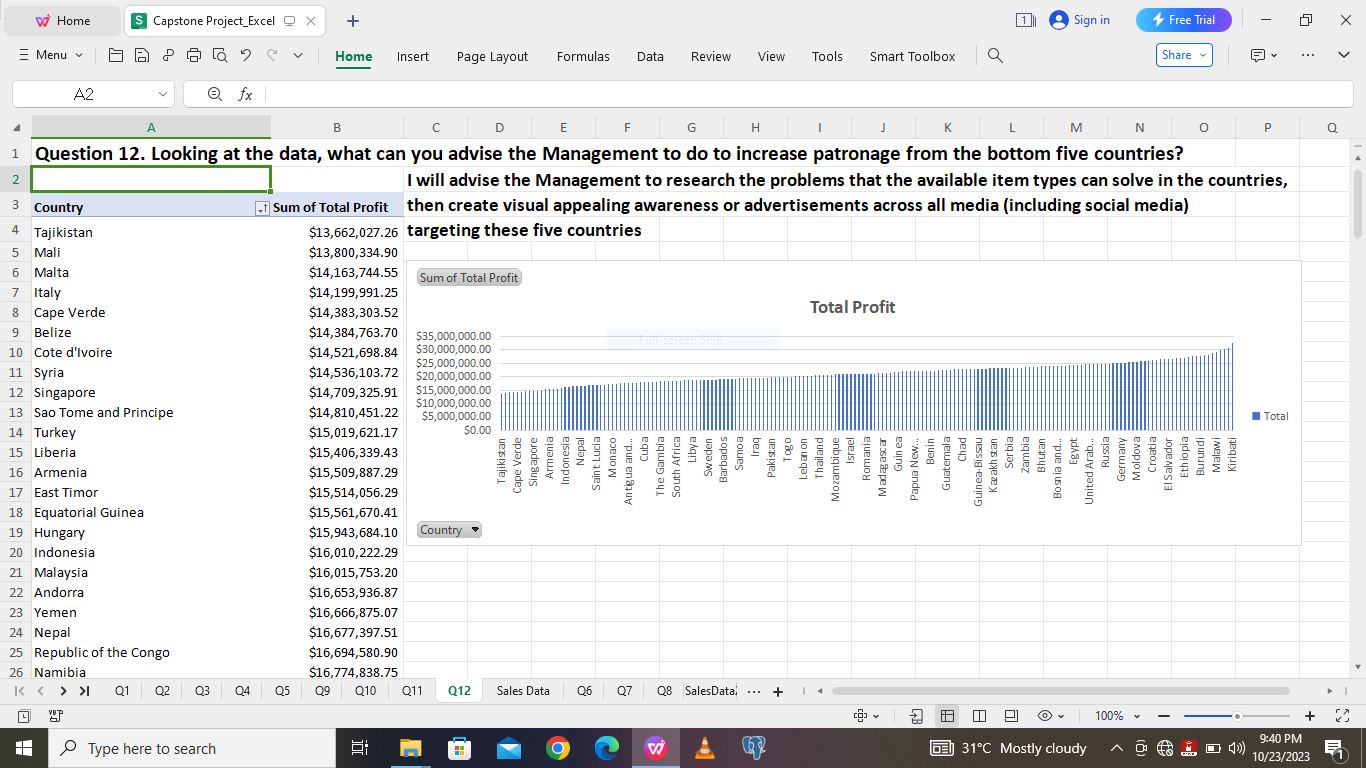 Home
Capstone Project_Excel
Sign in
Free Trial
Menu
Home Insert Page Layout Formulas Data Review View Tools Smart Toolbox
Share
A2
fx
A B C D E F G H I J K L M N O P Q
1 Question 12. Looking at the data, what can you advise the Management to do to increase patronage from the bottom five countries?
2 I will advise the Management to research the problems that the available item types can solve in the countries,
3 Country Sum of Total Profit then create visual appealing awareness or advertisements across all media (including social media)
4 Tajikistan $13,662,027.26 targeting these five countries
5 Mali $13,800,334.90
6 Malta $14,163,744.55
7 Italy $14,199,991.25
8 Cape Verde $14,383,303.52
9 Belize $14,384,763.70
10 Cote d'Ivoire $14,521,698.84
11 Syria $14,536,103.72
12 Singapore $14,709,325.91
13 Sao Tome and Principe $14,810,451.22
14 Turkey $15,019,621.17
15 Liberia $15,406,339.43
16 Armenia $15,509,887.29
17 East Timor $15,514,056.29
18 Equatorial Guinea $15,561,670.41
19 Hungary $15,943,684.10
20 Indonesia $16,010,222.29
21 Malaysia $16,015,753.20
22 Andorra $16,653,936.87
23 Yemen $16,666,875.07
24 Nepal $16,677,397.51
25 Republic of the Congo $16,694,580.90
26 Namibia $16,774,838.75
Sum of Total Profit
Total Profit
Full-screen Snip
$35,000,000.00
$30,000,000.00
$25,000,000.00
$20,000,000.00
$15,000,000.00
$10,000,000.00
$5,000,000.00
$0.00
Total
Tajikistan
Cape Verde
Singapore
Armenia
Indonesia
Nepal
Saint Lucia
Monaco
Antigua and...
Cuba
The Gambia
South Africa
Libya
Sweden
Barbados
Samoa
Iraq
Pakistan
Togo
Lebanon
Thailand
Mozambique
Israel
Romania
Madagascar
Guinea
Papua New...
Benin
Guatemala
Chad
Guinea-Bissau
Kazakhstan
Serbia
Zambia
Bhutan
Bosnia and...
Egypt
United Arab...
Russia
Germany
Moldova
Croatia
El Salvador
Ethiopia
Burundi
Malawi
Kiribati
Country
Q1 Q2 Q3 Q4 Q5 Q9 Q10 Q11 Q12 Sales Data Q6 Q7 Q8 SalesData
100%
Type here to search
31°C Mostly cloudy
9:40 PM
10/23/2023
1